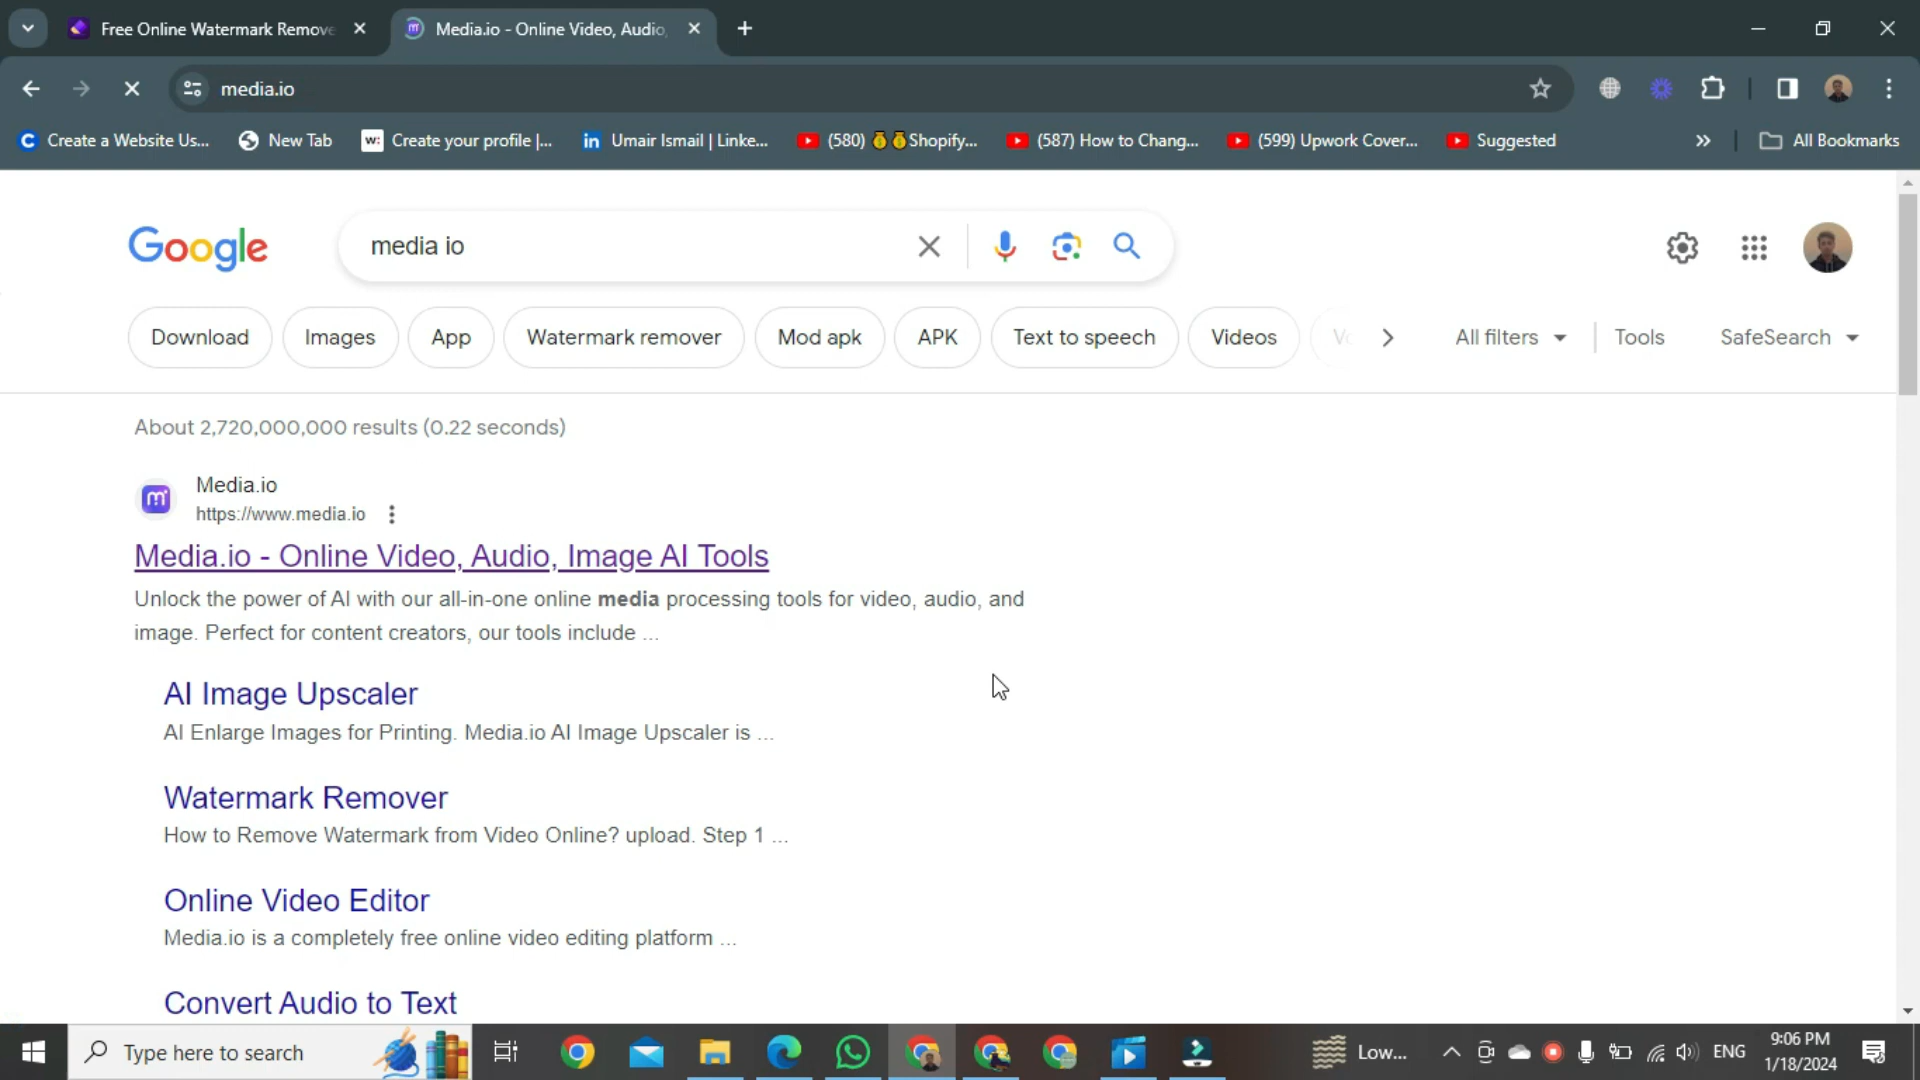 Free Online Watermark Remove
Media.io - Online Video, Audio,
media.io
Create a Website Us...
New Tab
Create your profile |...
Umair Ismail | Linke...
(580) 💰💰Shopify...
(587) How to Chang...
(599) Upwork Cover...
Suggested
All Bookmarks
Google
media io
Download
Images
App
Watermark remover
Mod apk
APK
Text to speech
Videos
All filters
Tools
SafeSearch
About 2,720,000,000 results (0.22 seconds)
Media.io
https://www.media.io
Media.io - Online Video, Audio, Image AI Tools
Unlock the power of AI with our all-in-one online media processing tools for video, audio, and
image. Perfect for content creators, our tools include ...
AI Image Upscaler
AI Enlarge Images for Printing. Media.io AI Image Upscaler is ...
Watermark Remover
How to Remove Watermark from Video Online? upload. Step 1 ...
Online Video Editor
Media.io is a completely free online video editing platform ...
Convert Audio to Text
Type here to search
Low...
ENG
9:06 PM
1/18/2024